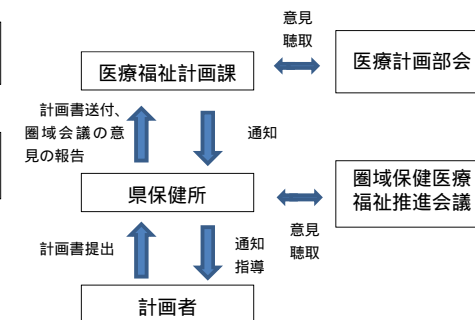 意見
聴取
医療福祉計画課
医療計画部会
計画書送付、
圏域会議の意
見の報告
通知
県保健所
圏域保健医療
福祉推進会議
意見
聴取
計画書提出
通知
指導
計画者